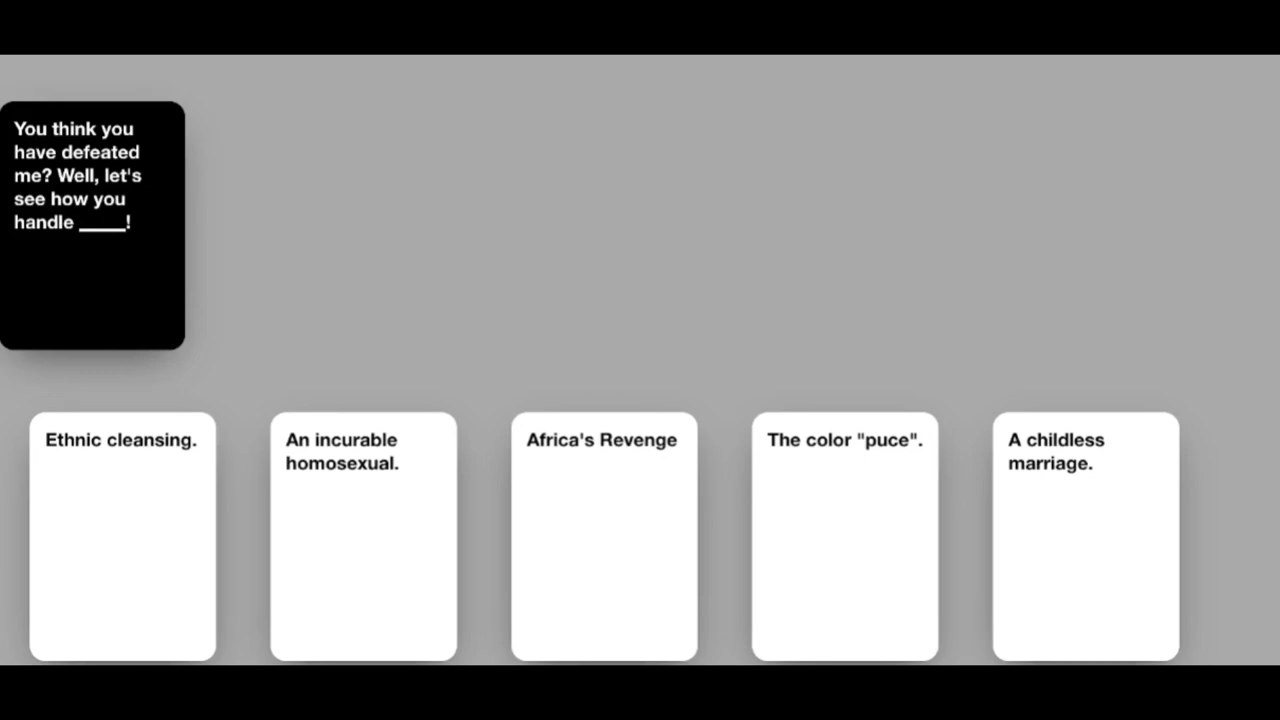 You think you
have defeated
me? Well, let's
see how you
handle _____!
Ethnic cleansing.
An incurable
homosexual.
Africa's Revenge
The color "puce".
A childless
marriage.